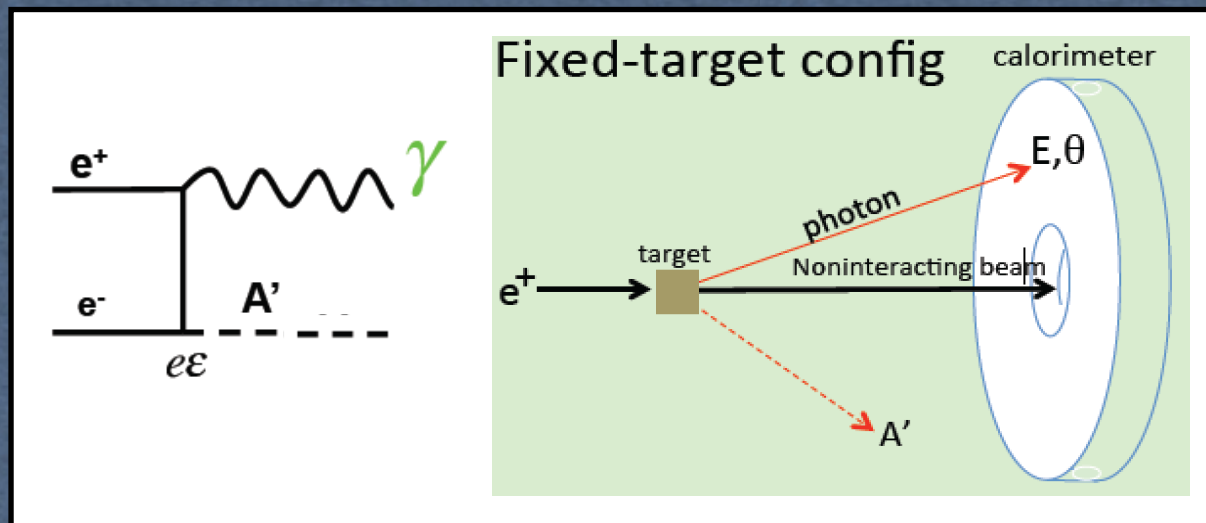 e⁺
γ
e⁻
A’
eε
Fixed-target config
calorimeter
E,θ
photon
target
Noninteracting beam
e⁺
A’